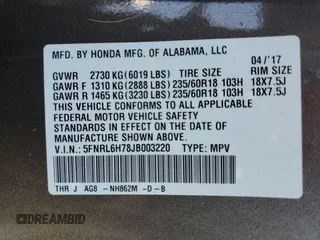 MFD. BY HONDA MFG. OF ALABAMA, LLC
04/'17
GVWR 2730 KG(6019 LBS) TIRE SIZE RIM SIZE
GAWR F 1310 KG(2888 LBS)235/60R18 103H 18X7.5J
GAWR R 1465 KG(3230 LBS)235/60R18 103H 18X7.5J
THIS VEHICLE CONFORMS TO ALL APPLICABLE
FEDERAL MOTOR VEHICLE SAFETY STANDARDS
IN EFFECT ON THE DATE OF
MANUFACTURE SHOWN ABOVE.
V.I.N.: 5FNRL6H78JB003220 TYPE: MPV
THR J AG8 - NH862M -D-B
© DREAMBID